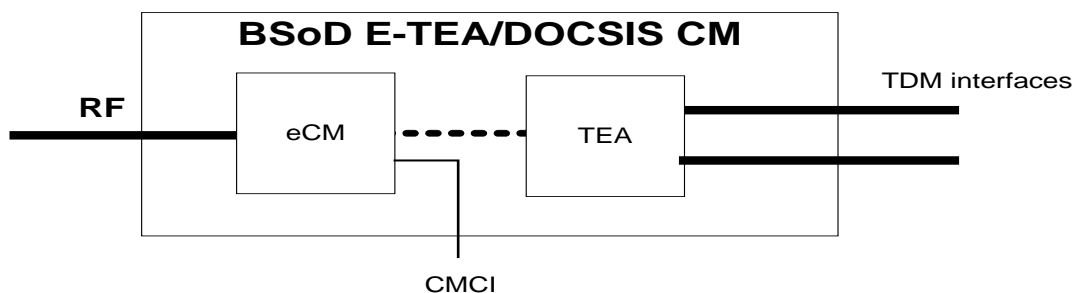 BSoD E-TEA/DOCSIS CM
TDM interfaces
RF
eCM
TEA
CMCI